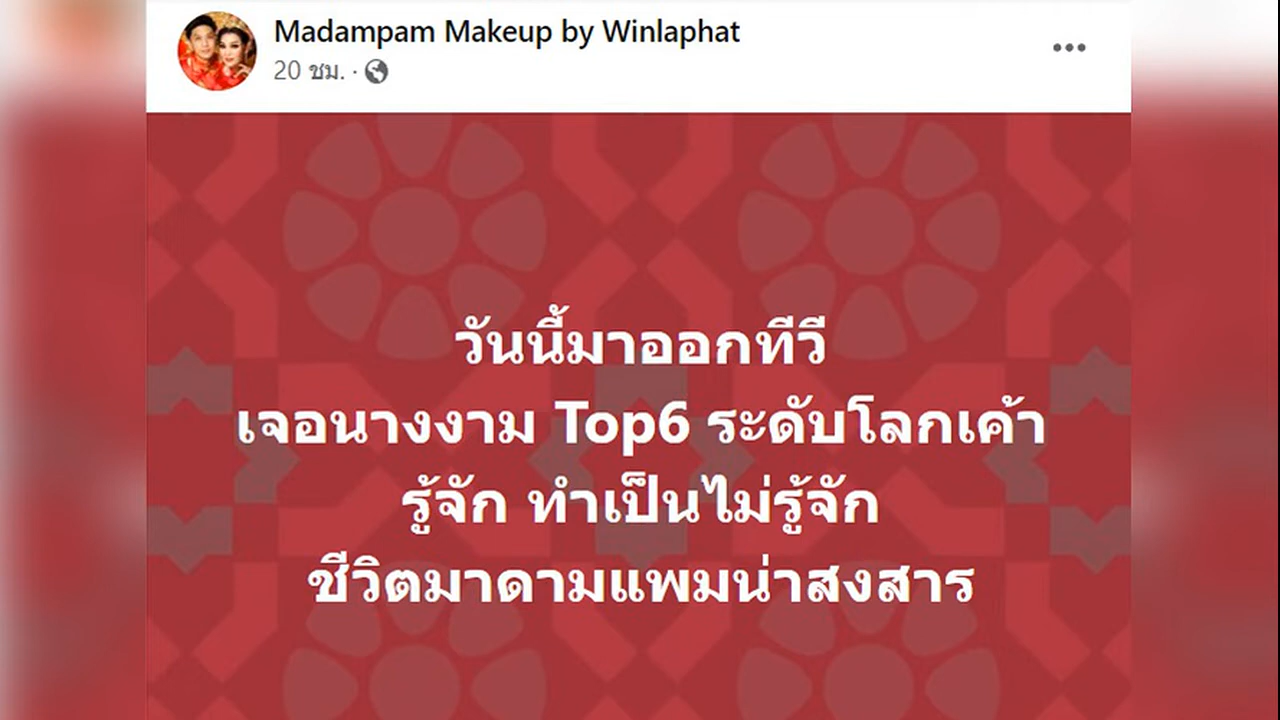 Madampam Makeup by Winlaphat
20 ชม. ·
วันนี้มาออกทีวี
เจอนางงาม Top6 ระดับโลกเค้า
รู้จัก ทำเป็นไม่รู้จัก
ชีวิตมาดามแพมน่าสงสาร